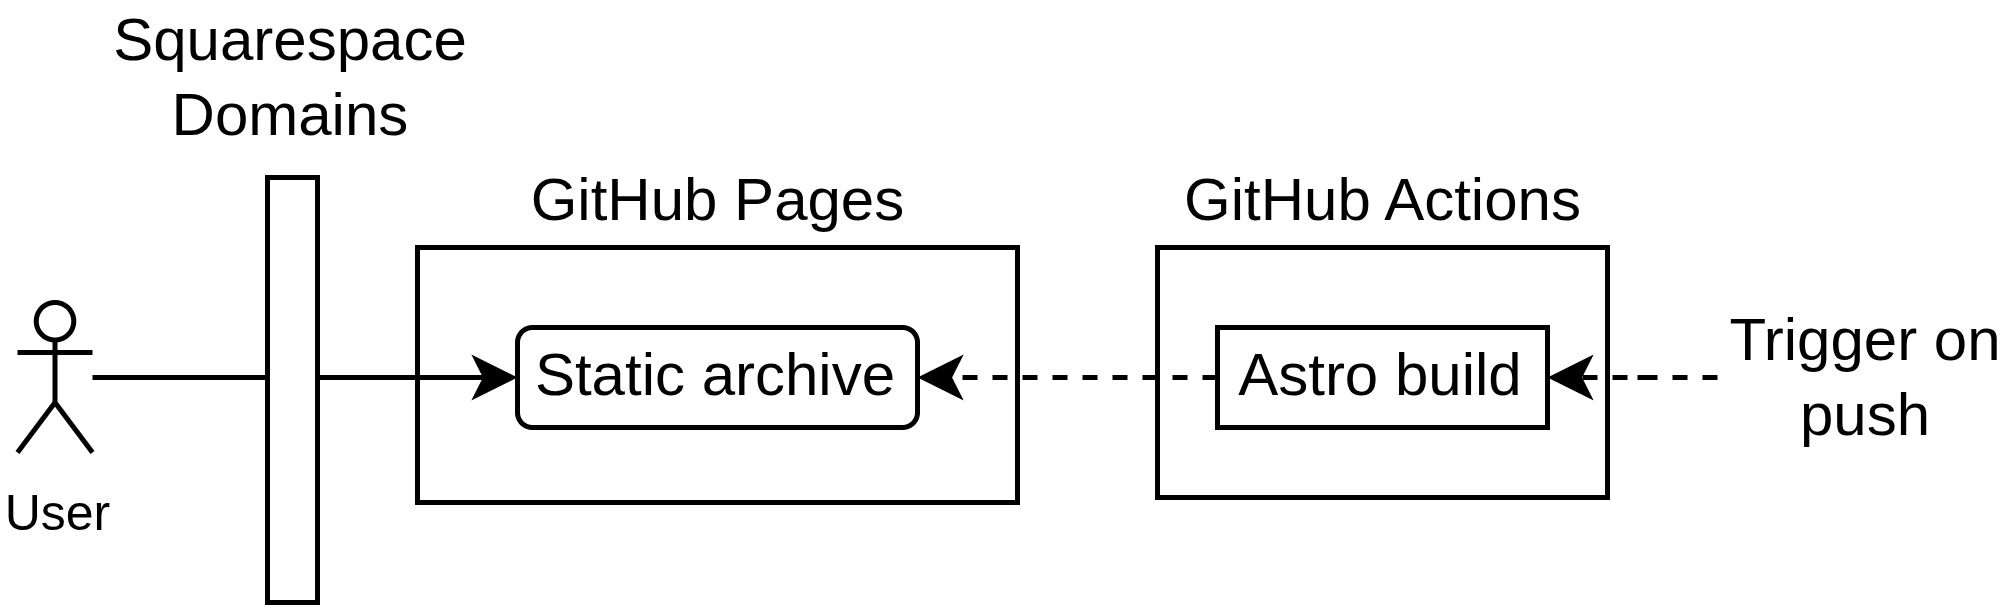 Squarespace
Domains
GitHub Pages
GitHub Actions
Static archive
Astro build
Trigger on
push
User